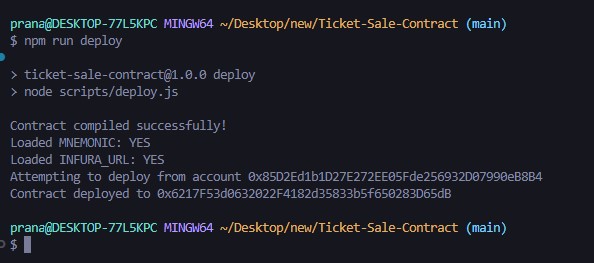 prana@DESKTOP-77L5KPC MINGW64 ~/Desktop/new/Ticket-Sale-Contract (main)
$ npm run deploy
> ticket-sale-contract@1.0.0 deploy
> node scripts/deploy.js
Contract compiled successfully!
Loaded MNEMONIC: YES
Loaded INFURA_URL: YES
Attempting to deploy from account 0x85D2Ed1b1D27E272EE05Fde256932D07990eB8B4
Contract deployed to 0x6217F53d0632022F4182d35833b5f650283D65dB
prana@DESKTOP-77L5KPC MINGW64 ~/Desktop/new/Ticket-Sale-Contract (main)
$